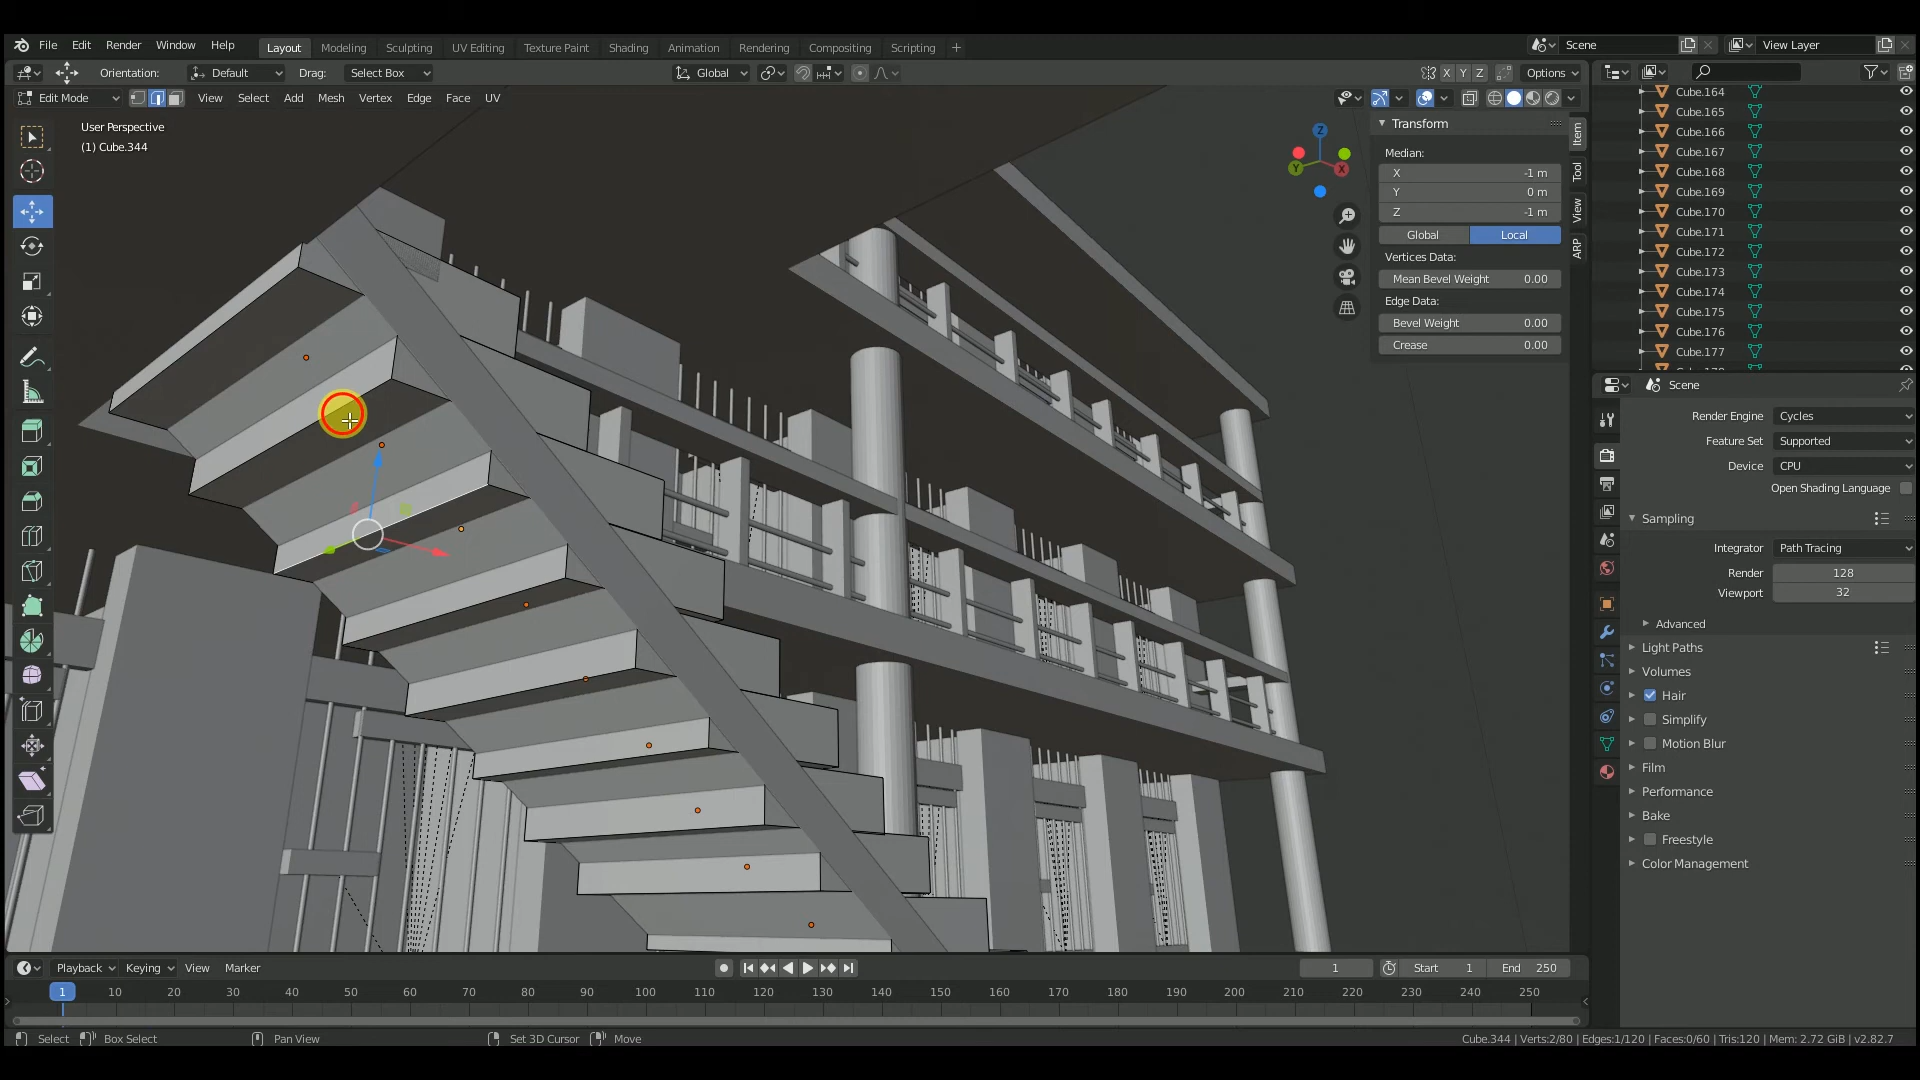 File Edit Render Window Help Layout Modeling Sculpting UV Editing Texture Paint Shading Animation Rendering Compositing Scripting + Scene View Layer
Orientation: Default Drag: Select Box Global X Y Z Options
Edit Mode View Select Add Mesh Vertex Edge Face UV
User Perspective
(1) Cube.344
Z
Y X
Transform
Median:
X -1 m
Y 0 m
Z -1 m
Global Local
Vertices Data:
Mean Bevel Weight 0.00
Edge Data:
Bevel Weight 0.00
Crease 0.00
Item
Tool
View
ARP
Cube.164
Cube.165
Cube.166
Cube.167
Cube.168
Cube.169
Cube.170
Cube.171
Cube.172
Cube.173
Cube.174
Cube.175
Cube.176
Cube.177
Scene
Render Engine Cycles
Feature Set Supported
Device CPU
Open Shading Language
Sampling
Integrator Path Tracing
Render 128
Viewport 32
Advanced
Light Paths
Volumes
Hair
Simplify
Motion Blur
Film
Performance
Bake
Freestyle
Color Management
Playback Keying View Marker 1 Start 1 End 250
1 10 20 30 40 50 60 70 80 90 100 110 120 130 140 150 160 170 180 190 200 210 220 230 240 250
Select Box Select Pan View Set 3D Cursor Move Cube.344 | Verts:2/80 | Edges:1/120 | Faces:0/60 | Tris:120 | Mem: 2.72 GiB | v2.82.7